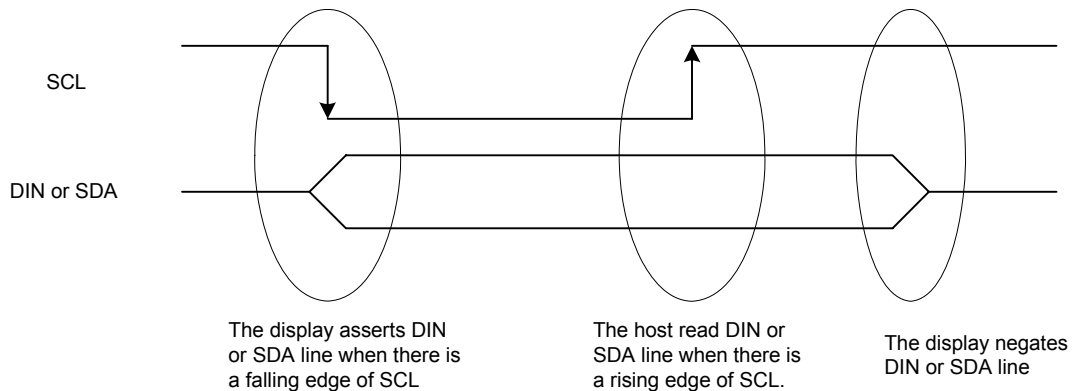 SCL
DIN or SDA
The display asserts DIN
or SDA line when there is
a falling edge of SCL
The host read DIN or
SDA line when there is
a rising edge of SCL.
The display negates
DIN or SDA line